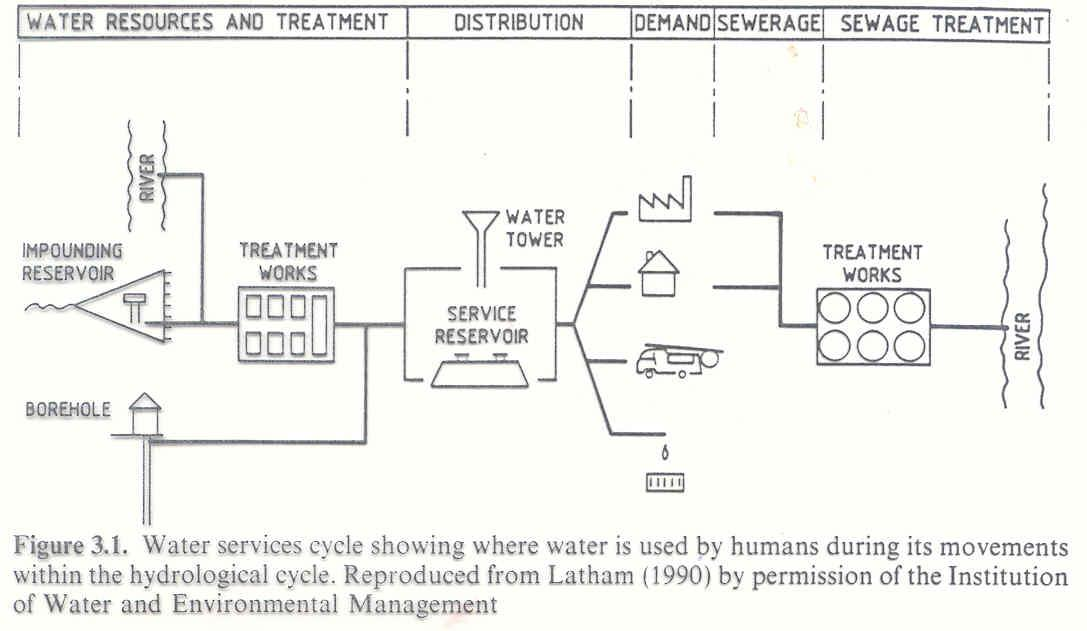 WATER RESOURCES AND TREATMENT
DISTRIBUTION
DEMAND
SEWERAGE
SEWAGE TREATMENT
RIVER
IMPOUNDING
RESERVOIR
TREATMENT
WORKS
BOREHOLE
WATER
TOWER
SERVICE
RESERVOIR
TREATMENT
WORKS
RIVER
Figure 3.1. Water services cycle showing where water is used by humans during its movements
within the hydrological cycle. Reproduced from Latham (1990) by permission of the Institution
of Water and Environmental Management